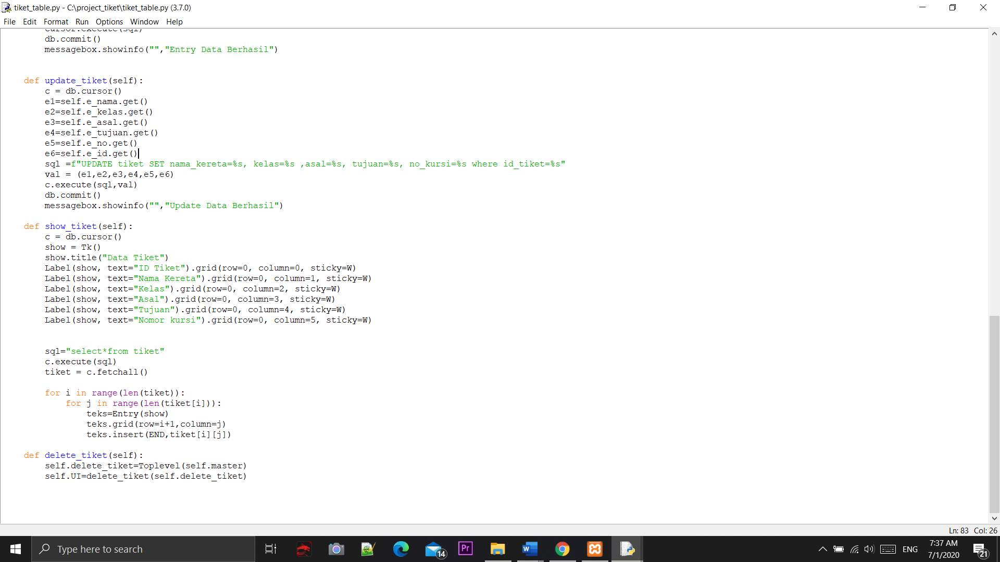 tiket_table.py - C:\project_tiket\tiket_table.py (3.7.0)
File Edit Format Run Options Window Help
cursor.execute(sql)
db.commit()
messagebox.showinfo("","Entry Data Berhasil")
def update_tiket(self):
c = db.cursor()
e1=self.e_nama.get()
e2=self.e_kelas.get()
e3=self.e_asal.get()
e4=self.e_tujuan.get()
e5=self.e_no.get()
e6=self.e_id.get()
sql =f"UPDATE tiket SET nama_kereta=%s, kelas=%s ,asal=%s, tujuan=%s, no_kursi=%s where id_tiket=%s"
val = (e1,e2,e3,e4,e5,e6)
c.execute(sql,val)
db.commit()
messagebox.showinfo("","Update Data Berhasil")
def show_tiket(self):
c = db.cursor()
show = Tk()
show.title("Data Tiket")
Label(show, text="ID Tiket").grid(row=0, column=0, sticky=W)
Label(show, text="Nama Kereta").grid(row=0, column=1, sticky=W)
Label(show, text="Kelas").grid(row=0, column=2, sticky=W)
Label(show, text="Asal").grid(row=0, column=3, sticky=W)
Label(show, text="Tujuan").grid(row=0, column=4, sticky=W)
Label(show, text="Nomor kursi").grid(row=0, column=5, sticky=W)
sql="select*from tiket"
c.execute(sql)
tiket = c.fetchall()
for i in range(len(tiket)):
for j in range(len(tiket[i])):
teks=Entry(show)
teks.grid(row=i+1,column=j)
teks.insert(END,tiket[i][j])
def delete_tiket(self):
self.delete_tiket=Toplevel(self.master)
self.UI=delete_tiket(self.delete_tiket)
Ln: 83 Col: 26
Type here to search
14
Pr
W
ENG
7:37 AM
7/1/2020
21